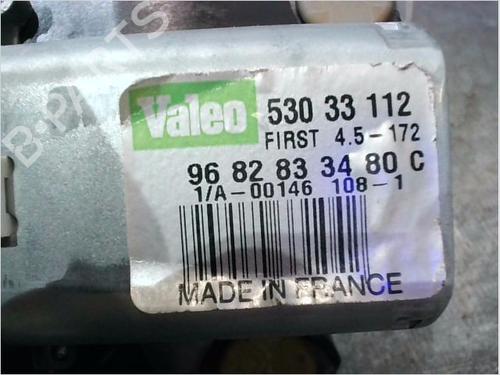 B-PARTS
Valeo
530 33 112
FIRST 4.5-172
96 82 83 34 80 C
1/A-00146 108-1
MADE IN FRANCE